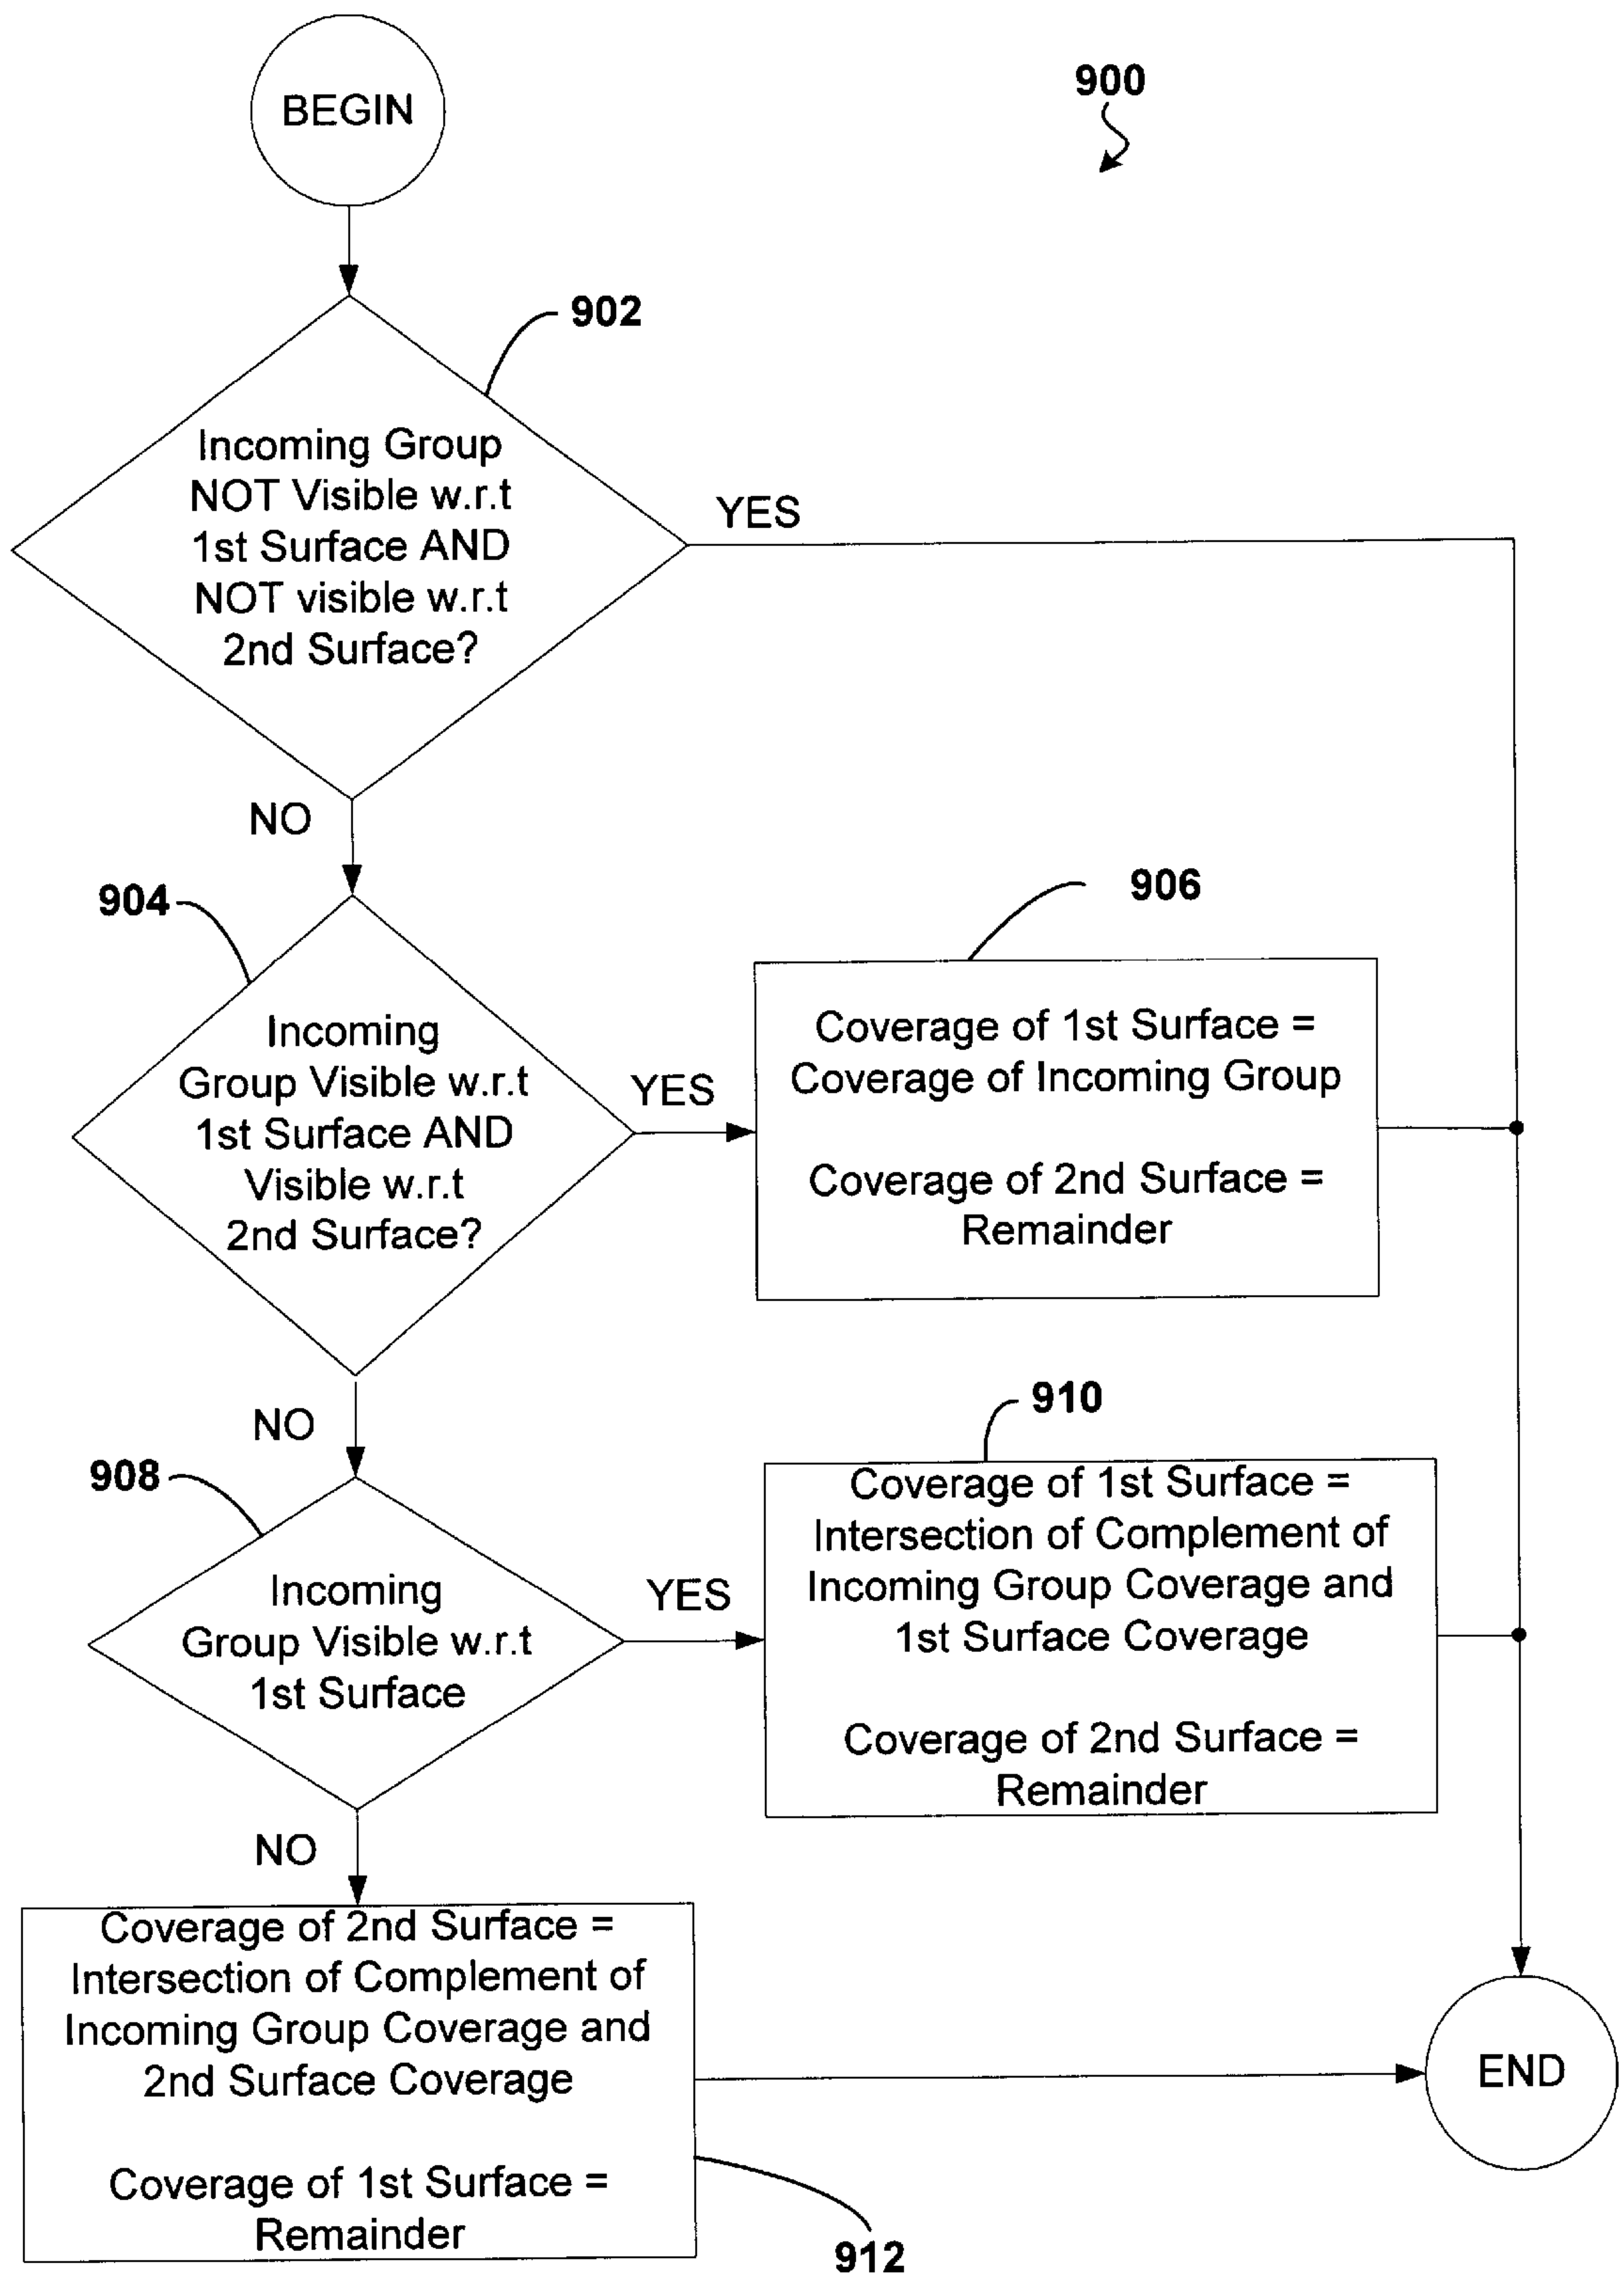 BEGIN
900
902
Incoming Group
NOT Visible w.r.t
1st Surface AND
NOT visible w.r.t
2nd Surface?
YES
NO
904
Incoming
Group Visible w.r.t
1st Surface AND
Visible w.r.t
2nd Surface?
YES
906
Coverage of 1st Surface =
Coverage of Incoming Group
Coverage of 2nd Surface =
Remainder
NO
908
Incoming
Group Visible w.r.t
1st Surface
YES
910
Coverage of 1st Surface =
Intersection of Complement of
Incoming Group Coverage and
1st Surface Coverage
Coverage of 2nd Surface =
Remainder
NO
Coverage of 2nd Surface =
Intersection of Complement of
Incoming Group Coverage and
2nd Surface Coverage
Coverage of 1st Surface =
Remainder
912
END